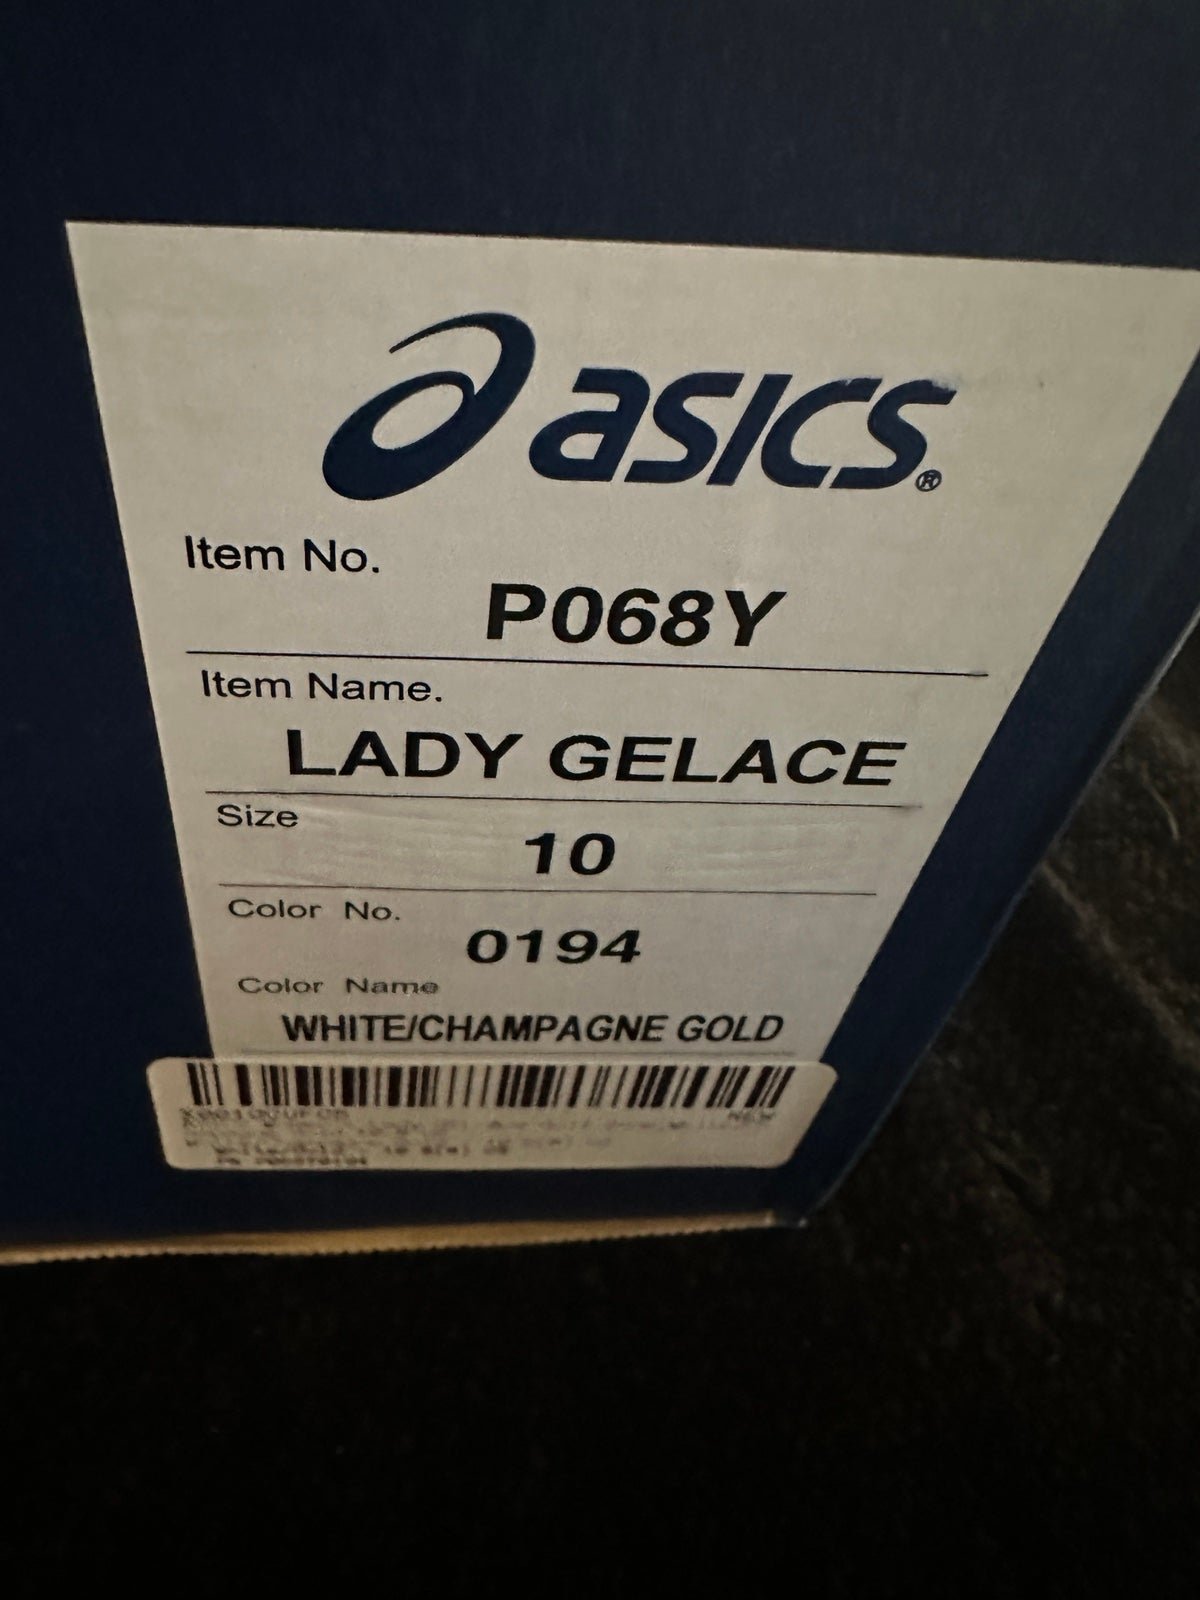 asics®
Item No.
P068Y
Item Name.
LADY GELACE
Size
10
Color No.
0194
Color Name
WHITE/CHAMPAGNE GOLD